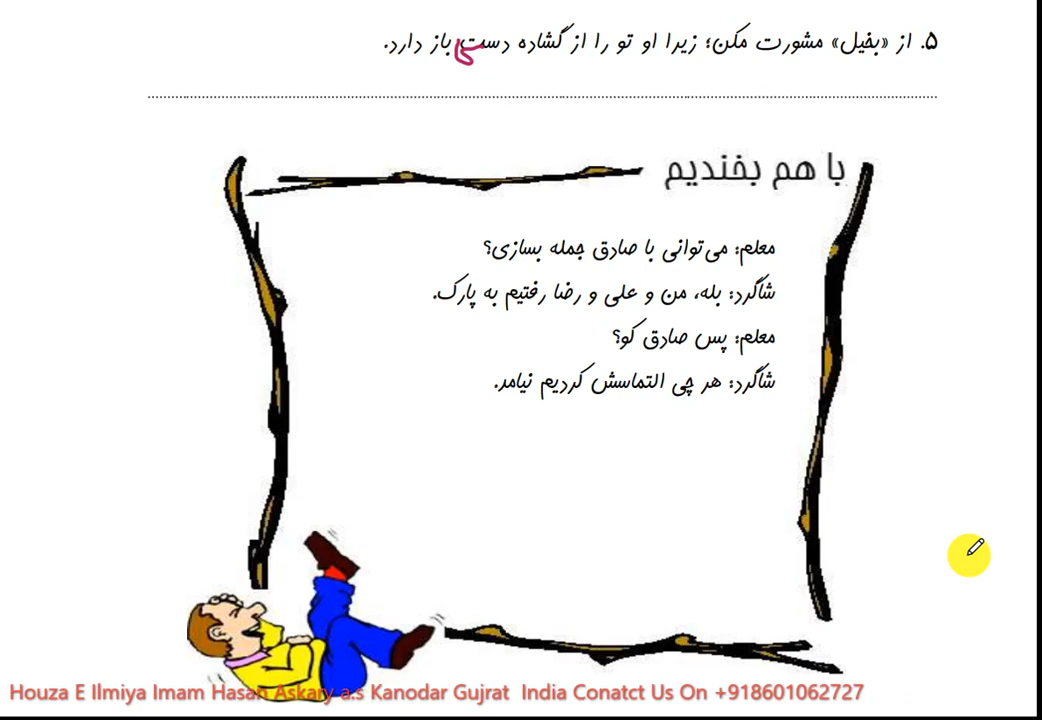 ۵. از «بخیل» مشورت مکن؛ زیرا او تو را از گشاده دستی باز دارد.
با هم بخندیم
معلم: می‌توانی با صادق جمله بسازی؟
شاگرد: بله، من و علی و رضا رفتیم به پارک.
معلم: پس صادق کو؟
شاگرد: هر چی التماسش کردیم نیامد.
Houza E Ilmiya Imam Hasan Askary a.s Kanodar Gujrat India Conatct Us On +918601062727